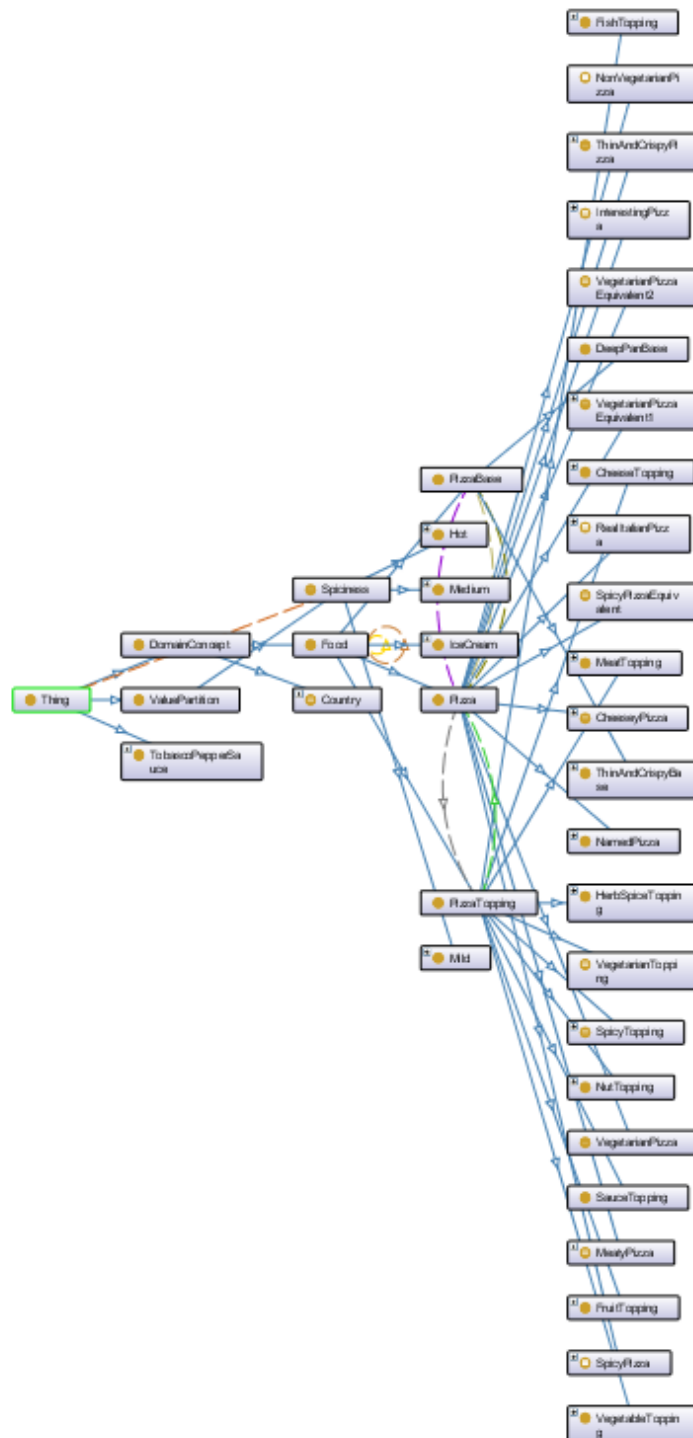 FishTopping
NonVegetarianPi
zza
ThinAndCrispyPi
zza
InterestingPizz
a
VegetarianPizza
Equivalent2
DeepPanBase
VegetarianPizza
Equivalent1
CheeseTopping
RealItalianPizz
a
SpicyPizzaEquiv
alent
MeatTopping
CheeseyPizza
ThinAndCrispyBa
se
NamedPizza
HerbSpiceToppin
g
VegetarianToppi
ng
SpicyTopping
NutTopping
VegetarianPizza
SauceTopping
MeatyPizza
FruitTopping
SpicyPizza
VegetableToppin
g
PizzaBase
Hot
Medium
IceCream
Pizza
PizzaTopping
Mild
Spiciness
Food
Country
DomainConcept
ValuePartition
TobascoPepperSa
uce
Thing